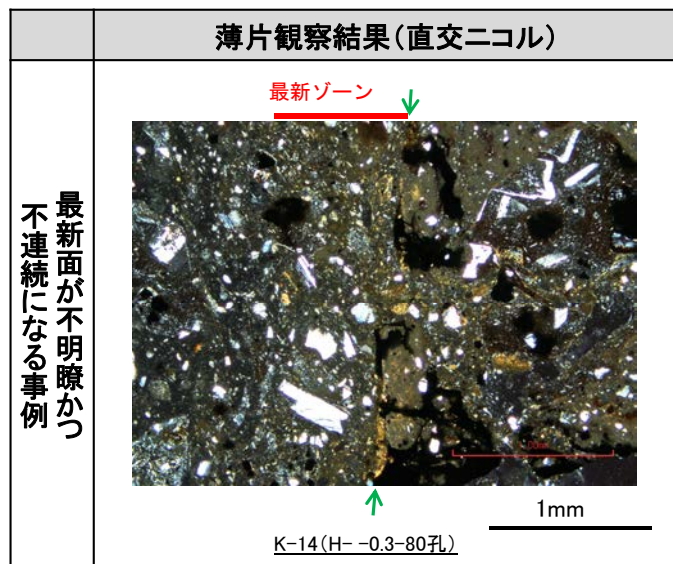 薄片観察結果(直交ニコル)
最新面が不明瞭かつ
不連続になる事例
最新ゾーン
1mm
K-14(H- -0.3-80孔)